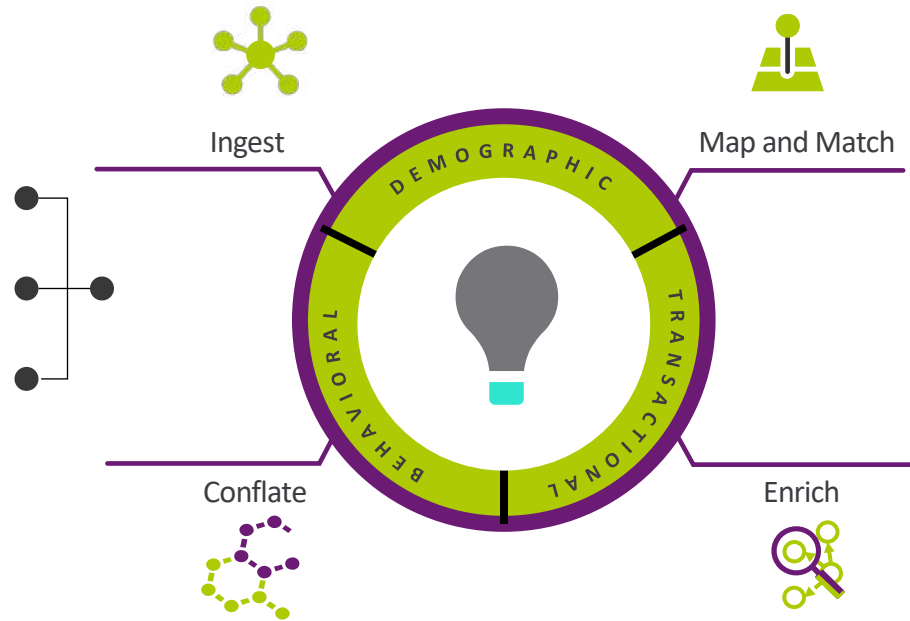 Ingest
Map and Match
DEMOGRAPHIC
TRANSACTIONAL
BEHAVIORAL
Conflate
Enrich